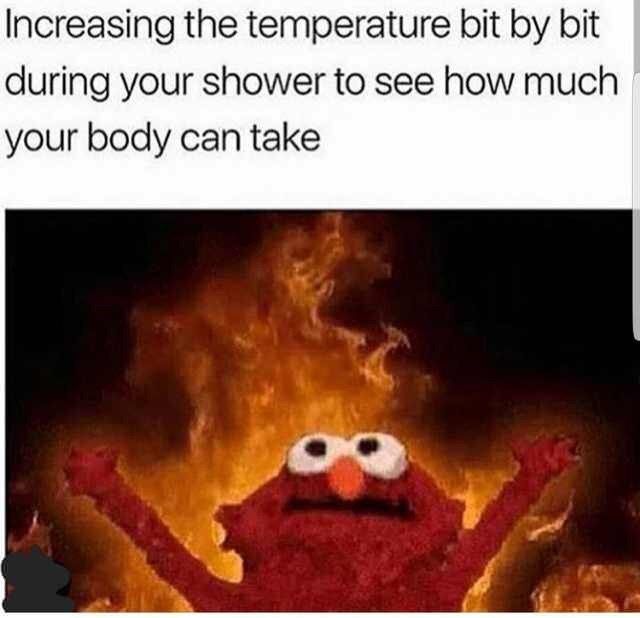 Increasing the temperature bit by bit
during your shower to see how much
your body can take